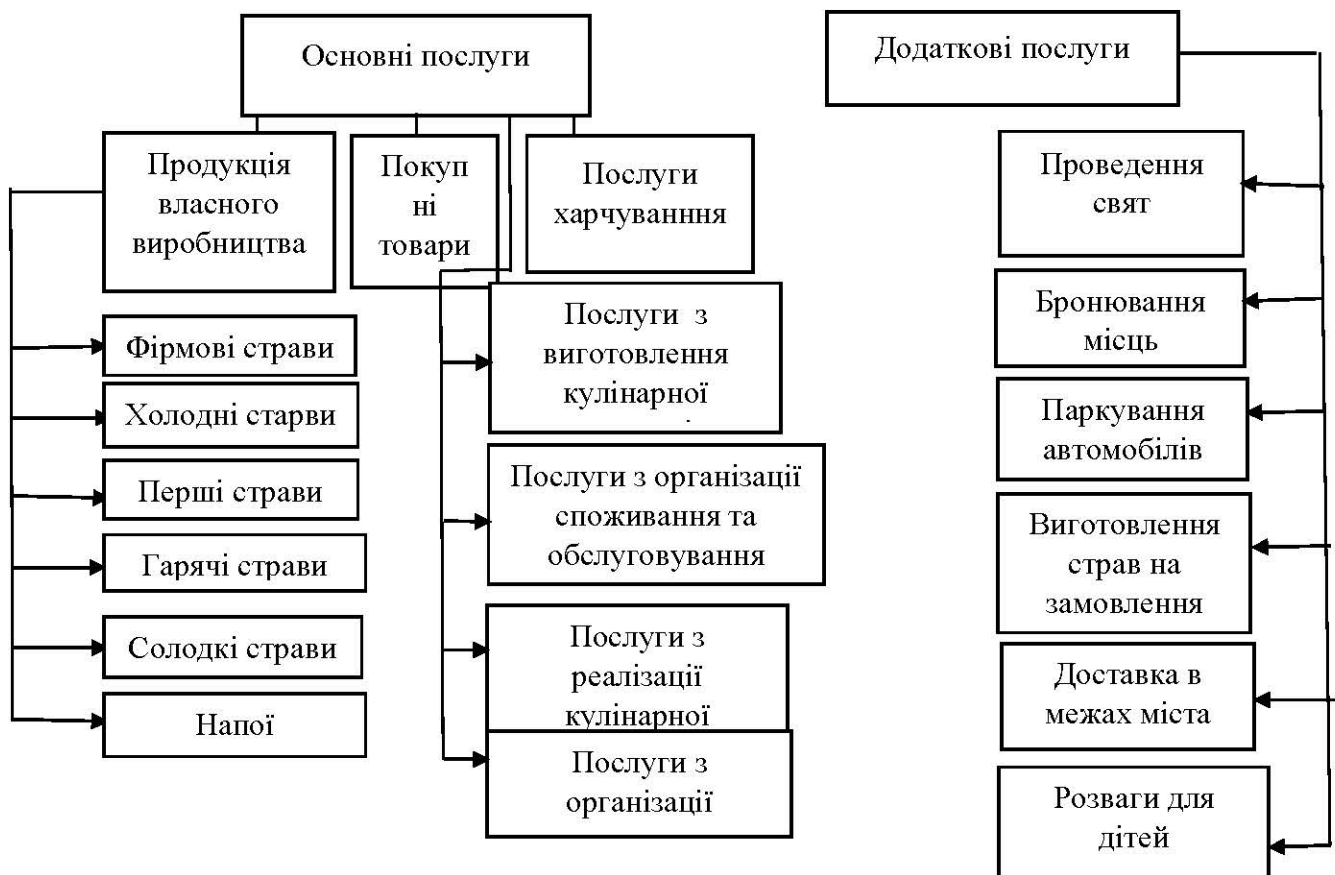 Основні послуги
Додаткові послуги
Продукція
власного
виробництва
Покуп
ні
товари
Послуги
харчуванння
Фірмові страви
Холодні старви
Перші страви
Гарячі страви
Солодкі страви
Напої
Послуги з
виготовлення
кулінарної
Послуги з організації
споживання та
обслуговування
Послуги з
реалізації
кулінарної
Послуги з
організації
Проведення
свят
Бронювання
місць
Паркування
автомобілів
Виготовлення
страв на
замовлення
Доставка в
межах міста
Розваги для
дітей